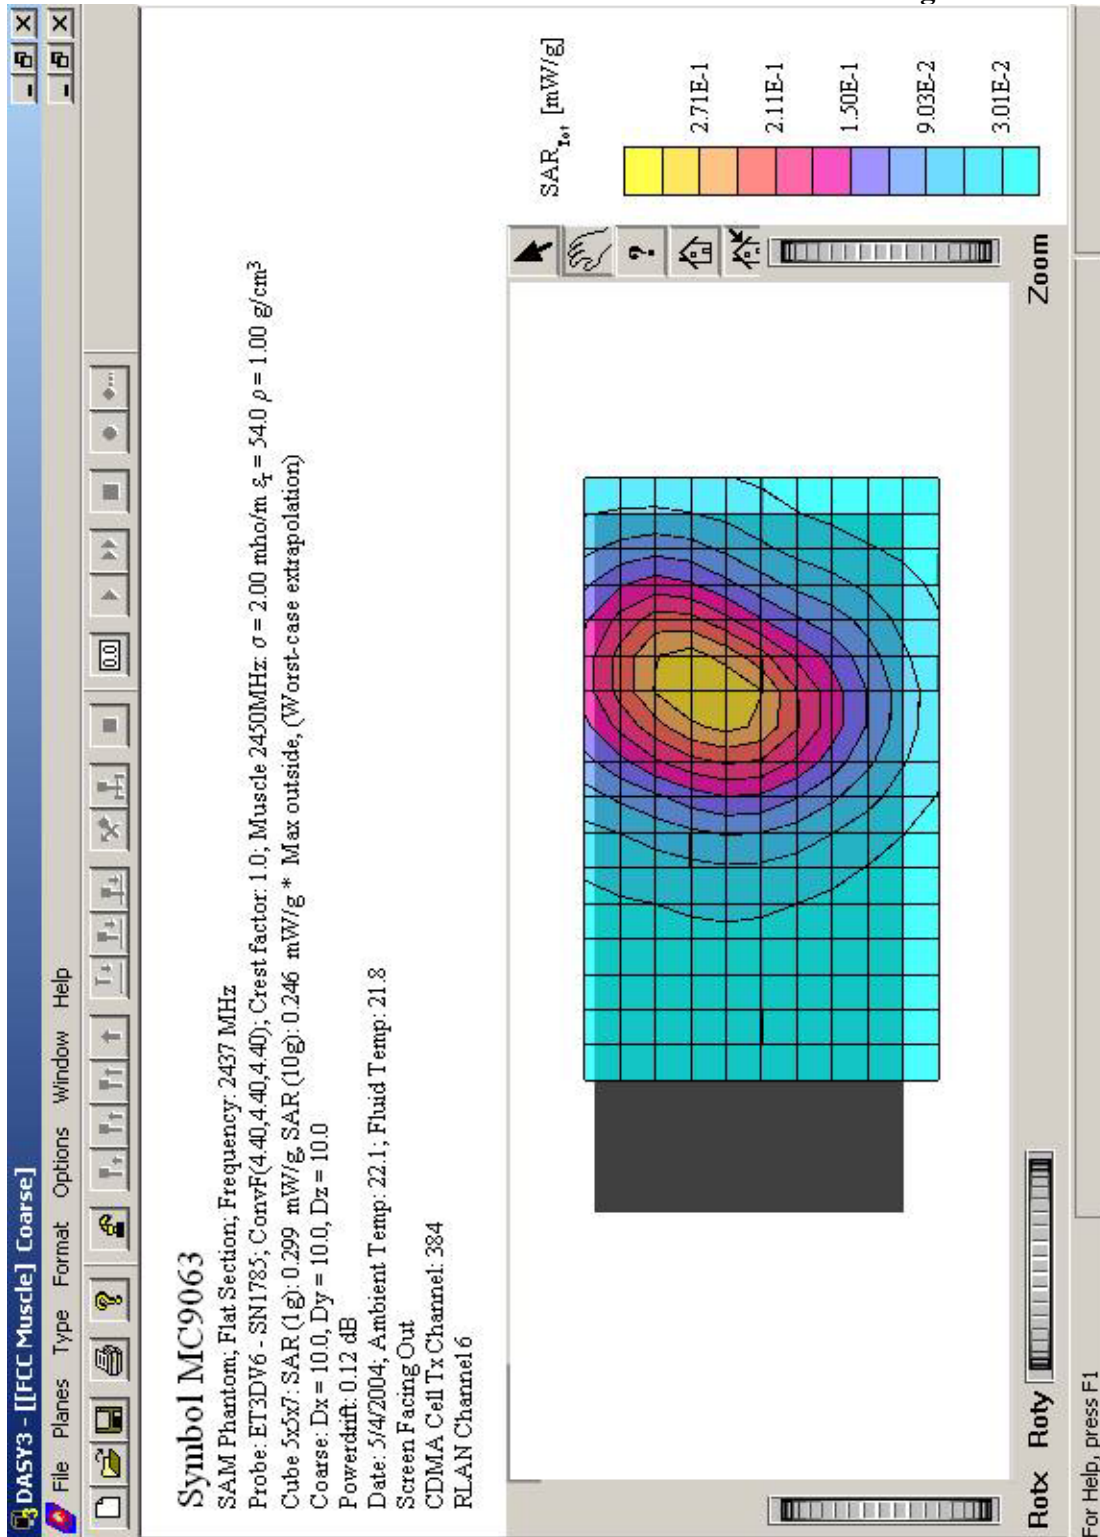 DASY3 - [[FCC Muscle] Coarse]
File Planes Type Format Options Window Help
Symbol MC9063
SAM Phantom; Flat Section; Frequency: 2437 MHz
Probe: ET3DV6 - SN1785; ConvF(4.40,4.40,4.40); Crest factor: 1.0; Muscle 2450MHz: σ = 2.00 mho/m εr = 54.0 ρ = 1.00 g/cm³
Cube 5x5x7: SAR (1g): 0.299 mW/g, SAR (10g): 0.246 mW/g * Max outside, (Worst-case extrapolation)
Coarse: Dx = 10.0, Dy = 10.0, Dz = 10.0
Powerdrift: 0.12 dB
Date: 5/4/2004; Ambient Temp: 22.1; Fluid Temp: 21.8
Screen Facing Out
CDMA Cell Tx Channel: 384
RLAN Channel 6
SAR Tot [mW/g]
2.71E-1
2.11E-1
1.50E-1
9.03E-2
3.01E-2
Rotx Roty Zoom
For Help, press F1